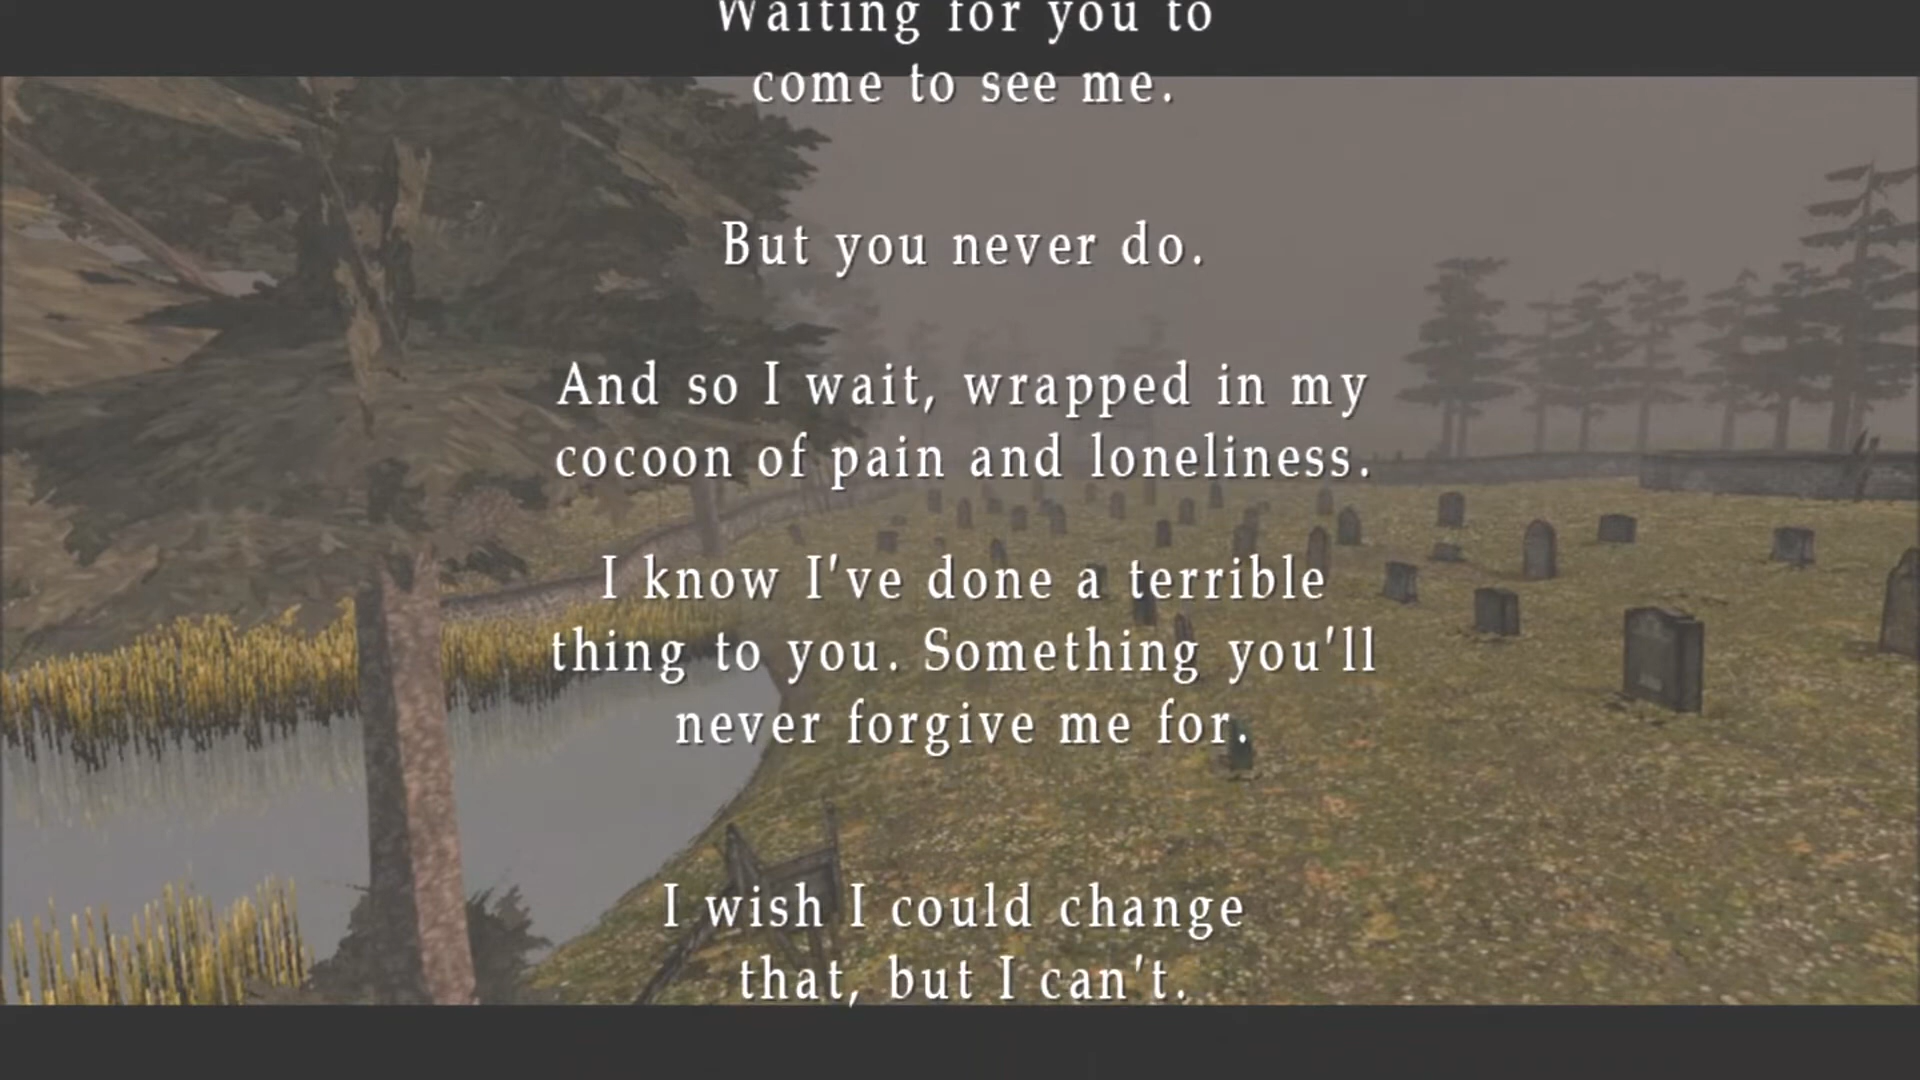 Waiting for you to
come to see me.
But you never do.
And so I wait, wrapped in my
cocoon of pain and loneliness.
I know I've done a terrible
thing to you. Something you'll
never forgive me for.
I wish I could change
that, but I can't.